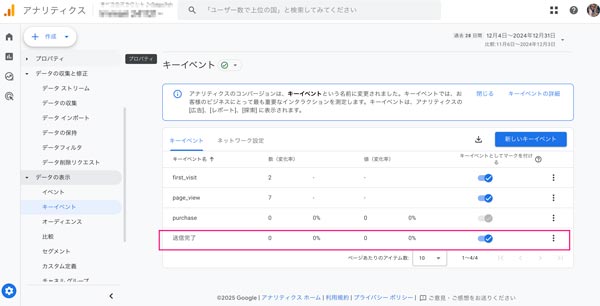 アナリティクス
「ユーザー数で上位の国」と検索してみてください
作成
過去 28 日間 12月4日～2024年12月31日
比較: 11月6日～2024年12月3日
プロパティ
プロパティ
キーイベント
データの収集と修正
データ ストリーム
データの収集
データ インポート
データの保持
データフィルタ
データ削除リクエスト
データの表示
イベント
キーイベント
オーディエンス
比較
セグメント
カスタム定義
チャネル グループ
アナリティクスのコンバージョンは、キーイベントという名前に変更されました。キーイベントでは、お
客様のビジネスにとって最も重要なインタラクションを測定します。キーイベントは、アナリティクスの
[広告]、[レポート]、[探索] に表示されます。
閉じる キーイベントの詳細
キーイベント ネットワーク設定
新しいキーイベント
キーイベント名 数（変化率） 値（変化率） キーイベントとしてマークを付ける
first_visit 2 - - -
page_view 7 - - -
purchase 0 0% 0 0%
送信完了 0 0% 0 0%
ページあたりのアイテム数: 10 1～4/4
©2025 Google | アナリティクス ホーム | 利用規約 | プライバシー ポリシー | ご意見・ご感想をお送りください